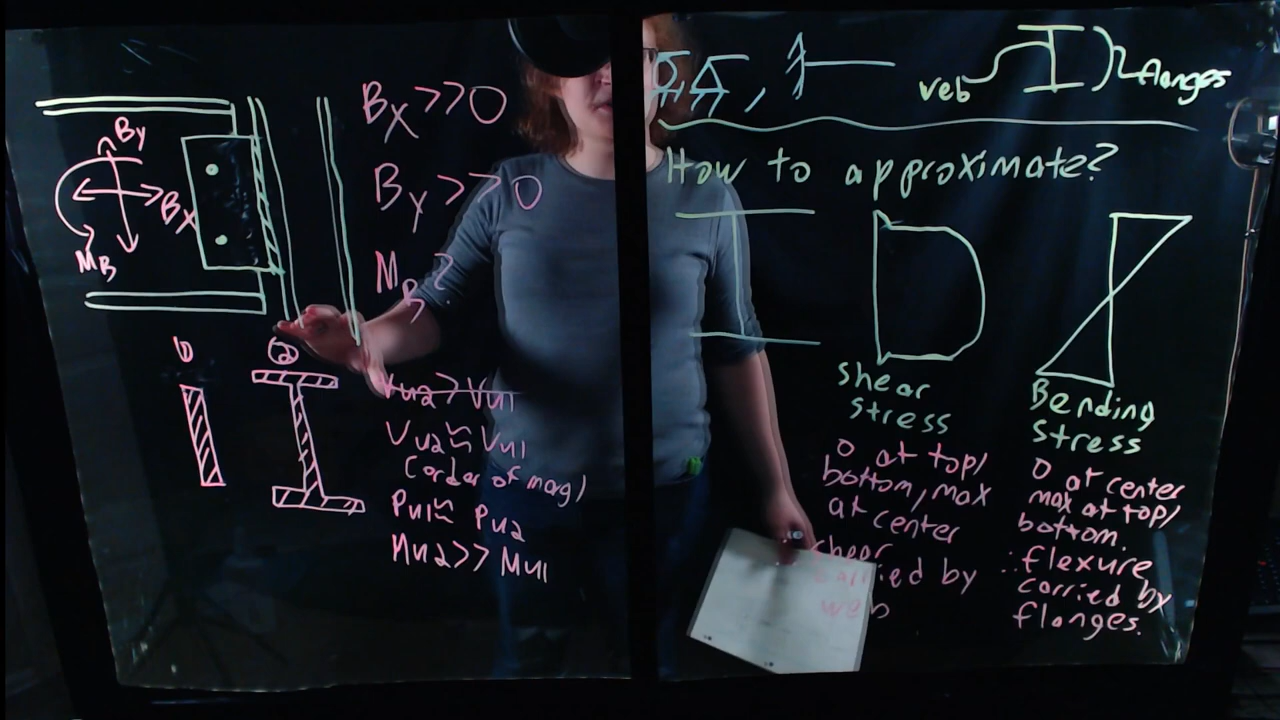 By
Bx
MB
Bx >> 0
By >> 0
MB ?
b
a
Vu2 > Vu1
Vu2 ≈ Vu1
(order of mag)
Pu1 ≈ Pu2
Mu2 >> Mu1
,
web
flanges
How to approximate?
shear
stress
0 at top/
bottom, max
at center
shear
carried by
web
Bending
stress
0 at center
max at top/
bottom.
∴ flexure
carried by
flanges.